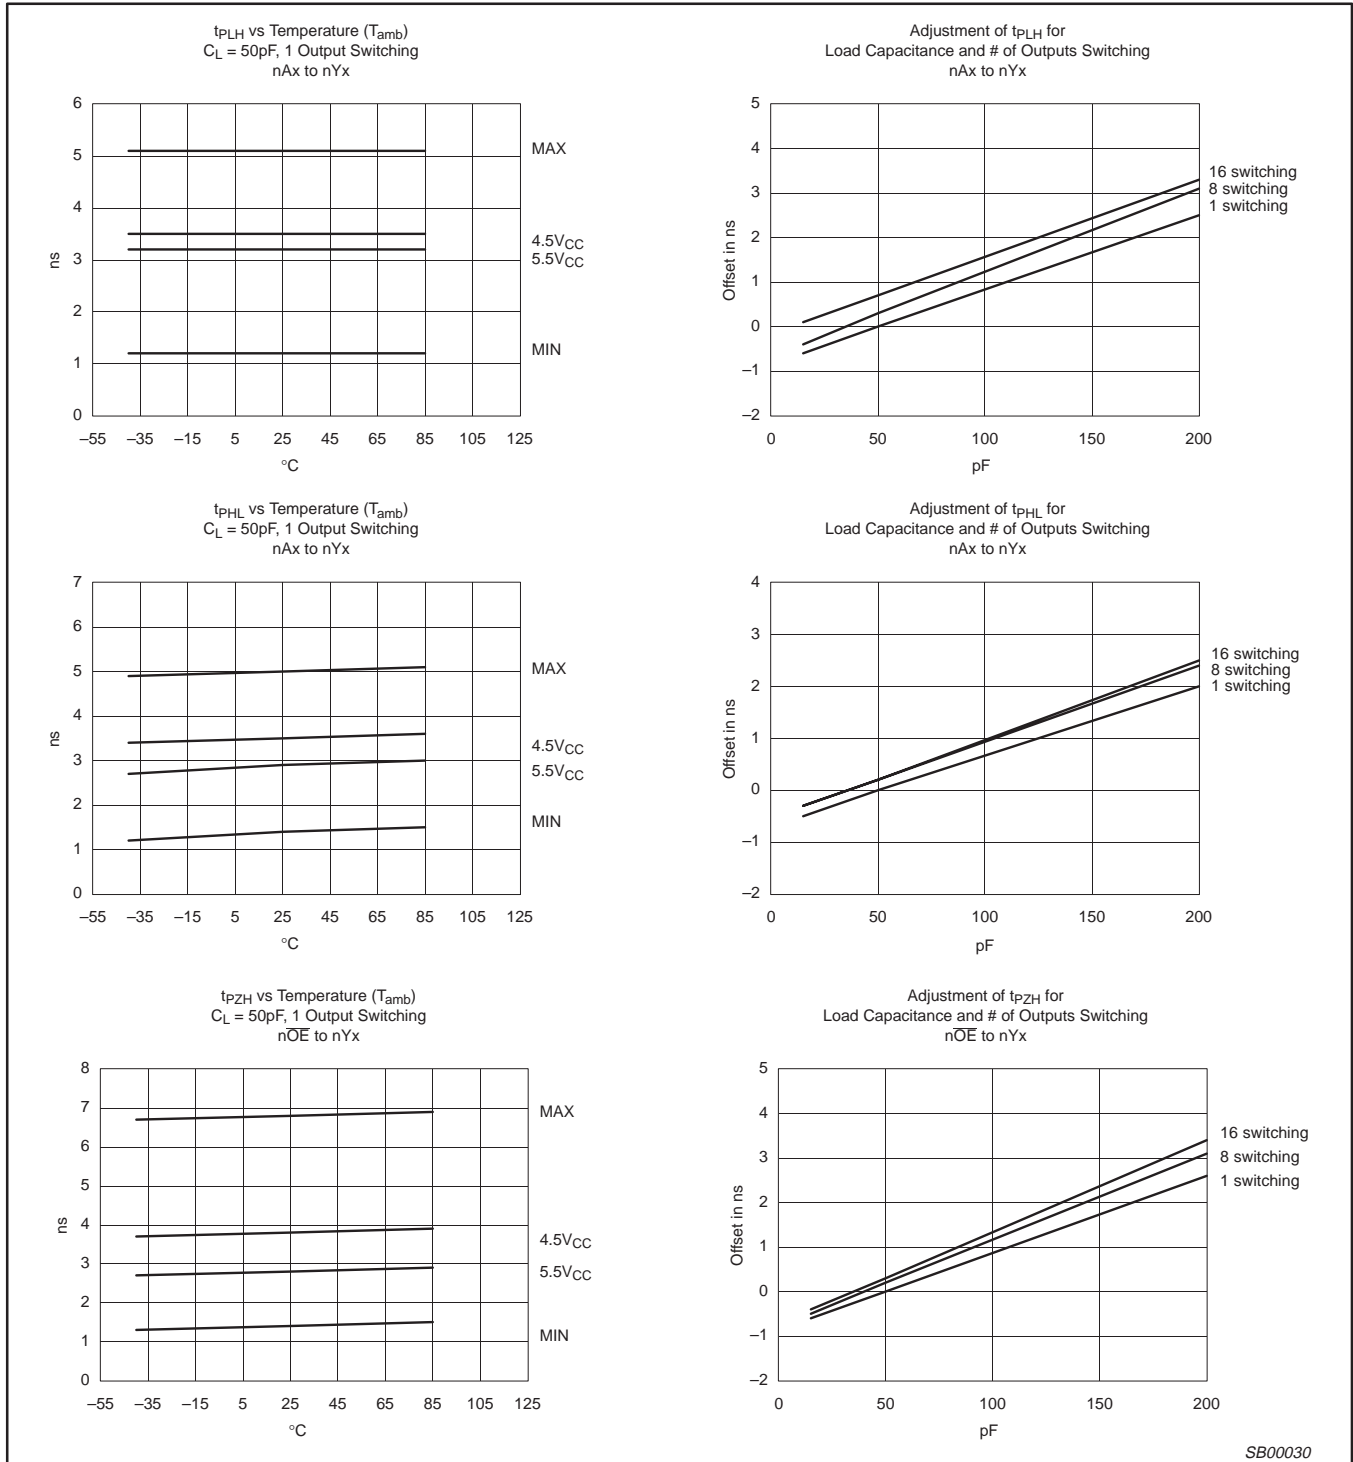 tPLH vs Temperature (Tamb)
CL = 50pF, 1 Output Switching
nAx to nYx
6
5
4
3
2
1
0
ns
MAX
4.5VCC
5.5VCC
MIN
–55 –35 –15 5 25 45 65 85 105 125
°C
Adjustment of tPLH for
Load Capacitance and # of Outputs Switching
nAx to nYx
5
4
3
2
1
0
–1
–2
Offset in ns
16 switching
8 switching
1 switching
0 50 100 150 200
pF
tPHL vs Temperature (Tamb)
CL = 50pF, 1 Output Switching
nAx to nYx
7
6
5
4
3
2
1
0
ns
MAX
4.5VCC
5.5VCC
MIN
–55 –35 –15 5 25 45 65 85 105 125
°C
Adjustment of tPHL for
Load Capacitance and # of Outputs Switching
nAx to nYx
4
3
2
1
0
–1
–2
Offset in ns
16 switching
8 switching
1 switching
0 50 100 150 200
pF
tPZH vs Temperature (Tamb)
CL = 50pF, 1 Output Switching
nO̅E̅ to nYx
8
7
6
5
4
3
2
1
0
ns
MAX
4.5VCC
5.5VCC
MIN
–55 –35 –15 5 25 45 65 85 105 125
°C
Adjustment of tPZH for
Load Capacitance and # of Outputs Switching
nO̅E̅ to nYx
5
4
3
2
1
0
–1
–2
Offset in ns
16 switching
8 switching
1 switching
0 50 100 150 200
pF
SB00030